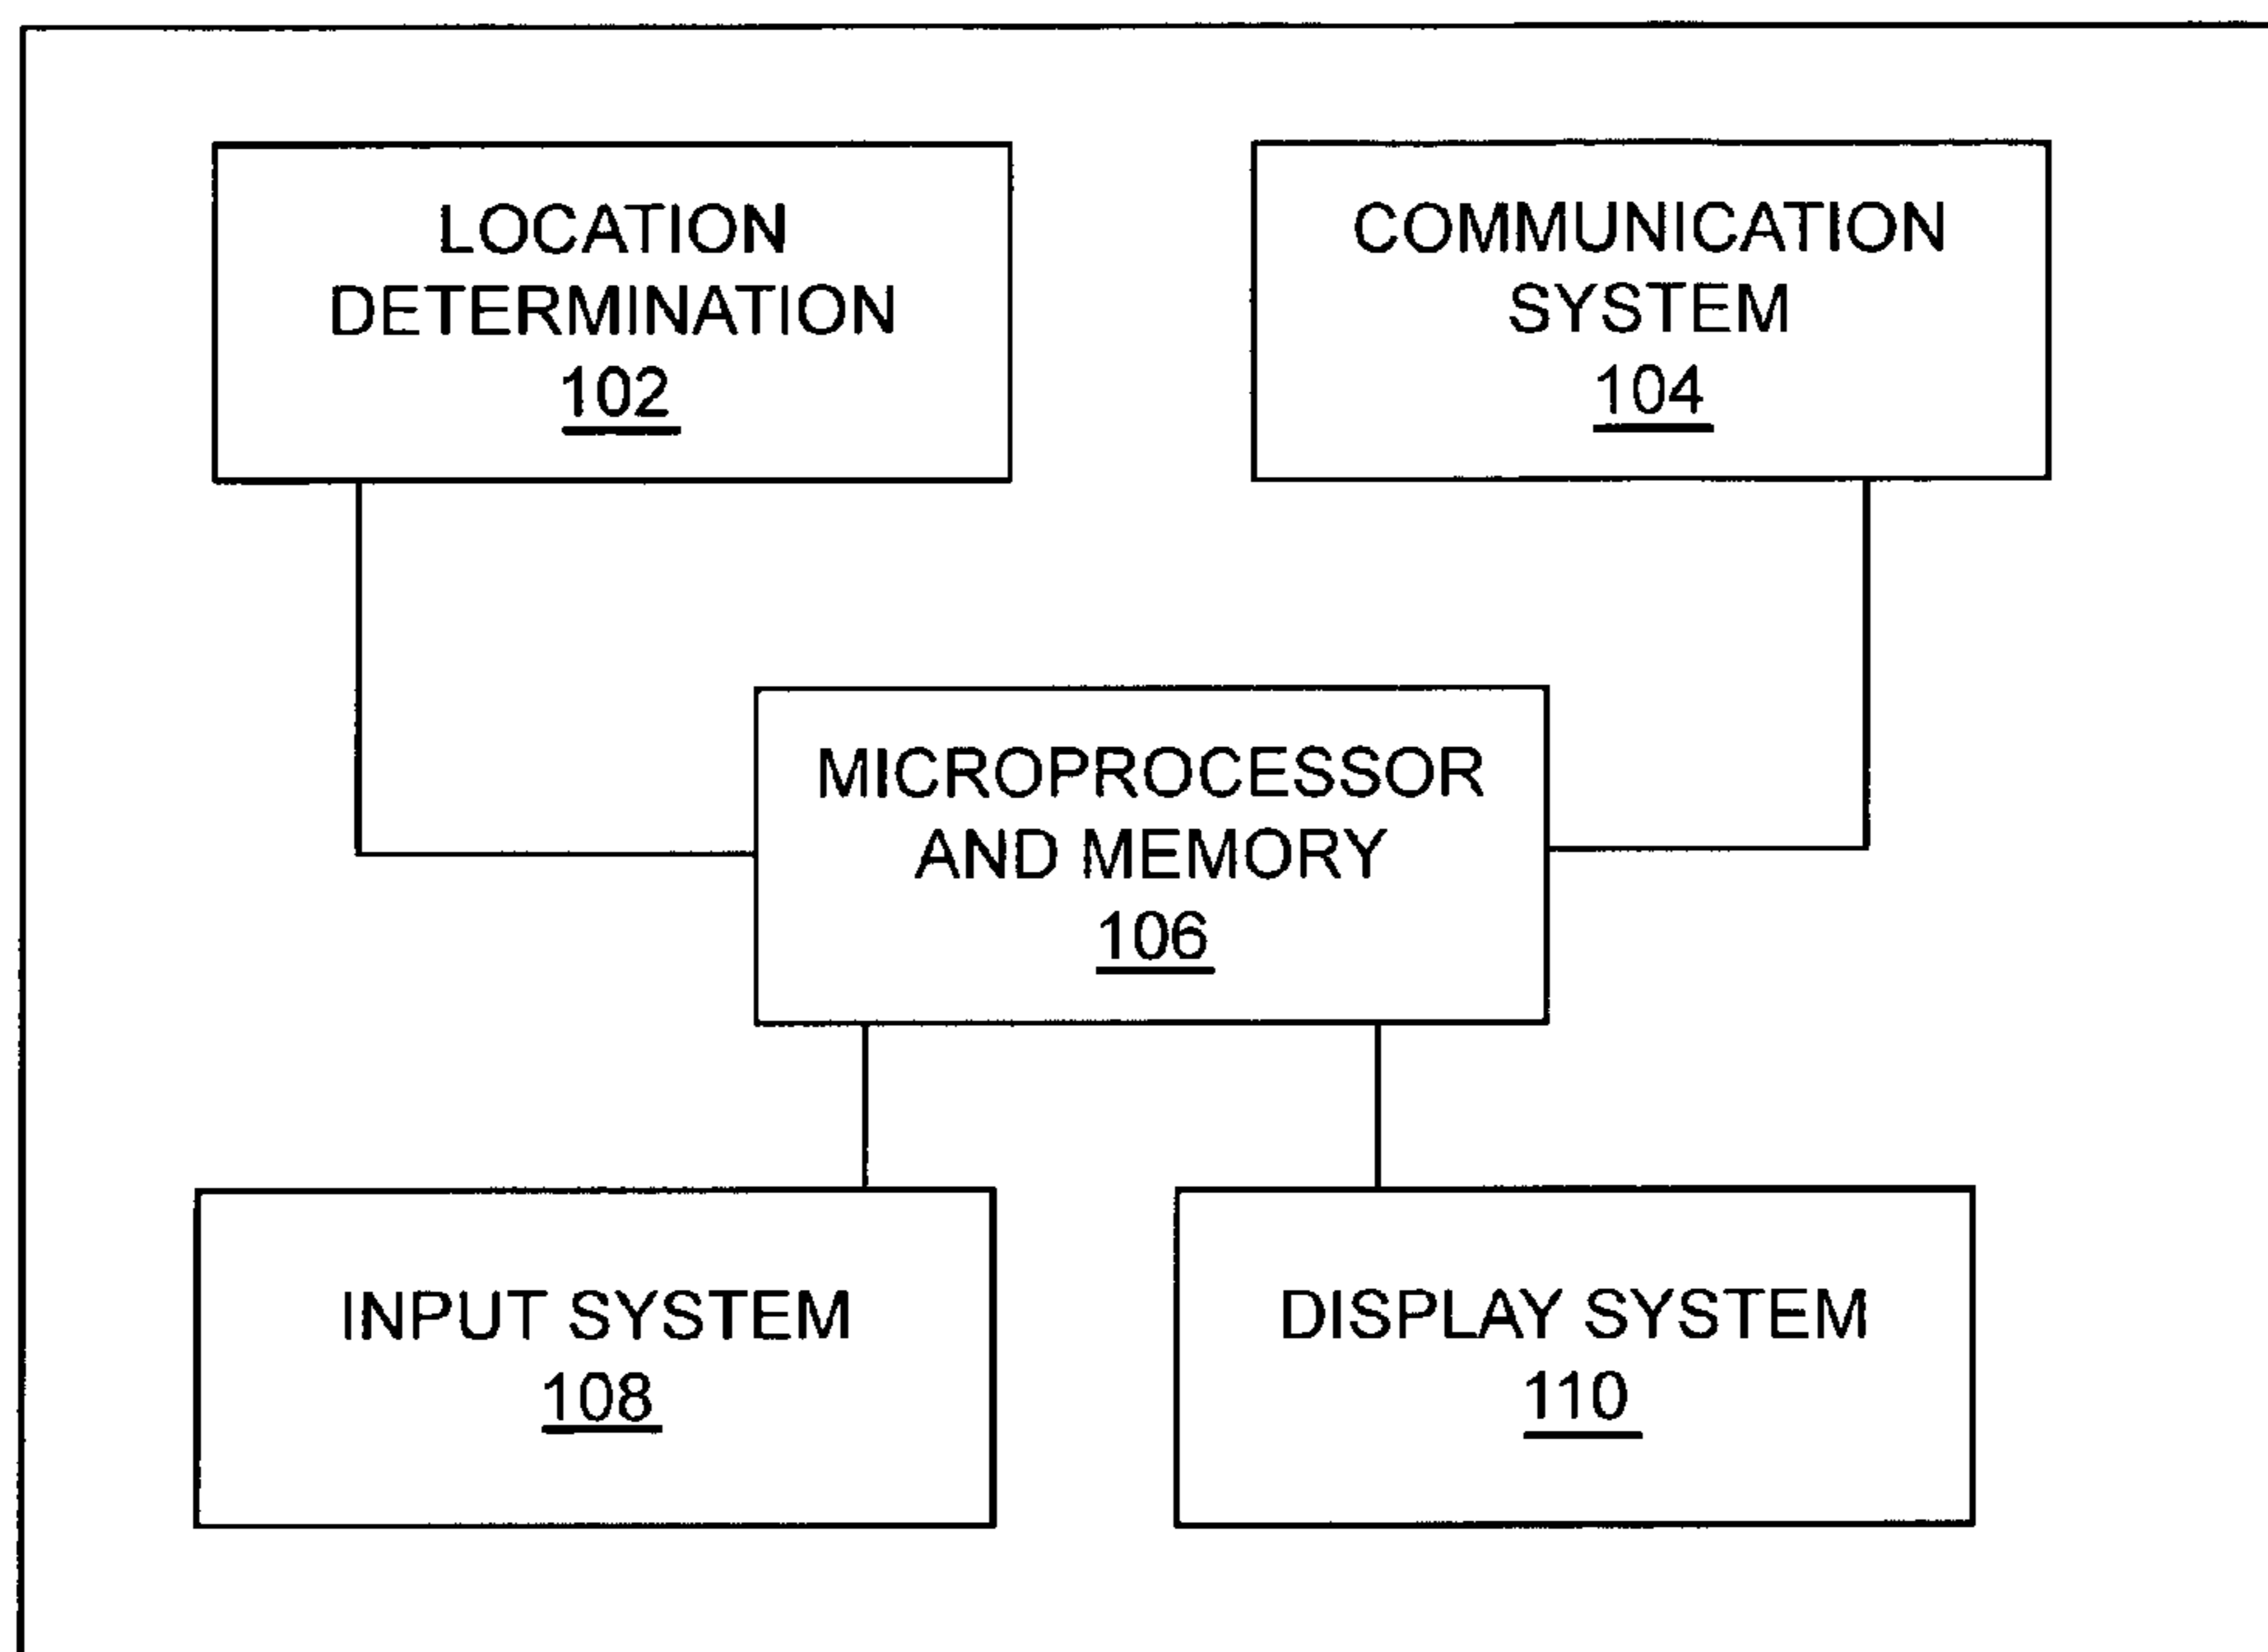 LOCATION
DETERMINATION
102
COMMUNICATION
SYSTEM
104
MICROPROCESSOR
AND MEMORY
106
INPUT SYSTEM
108
DISPLAY SYSTEM
110